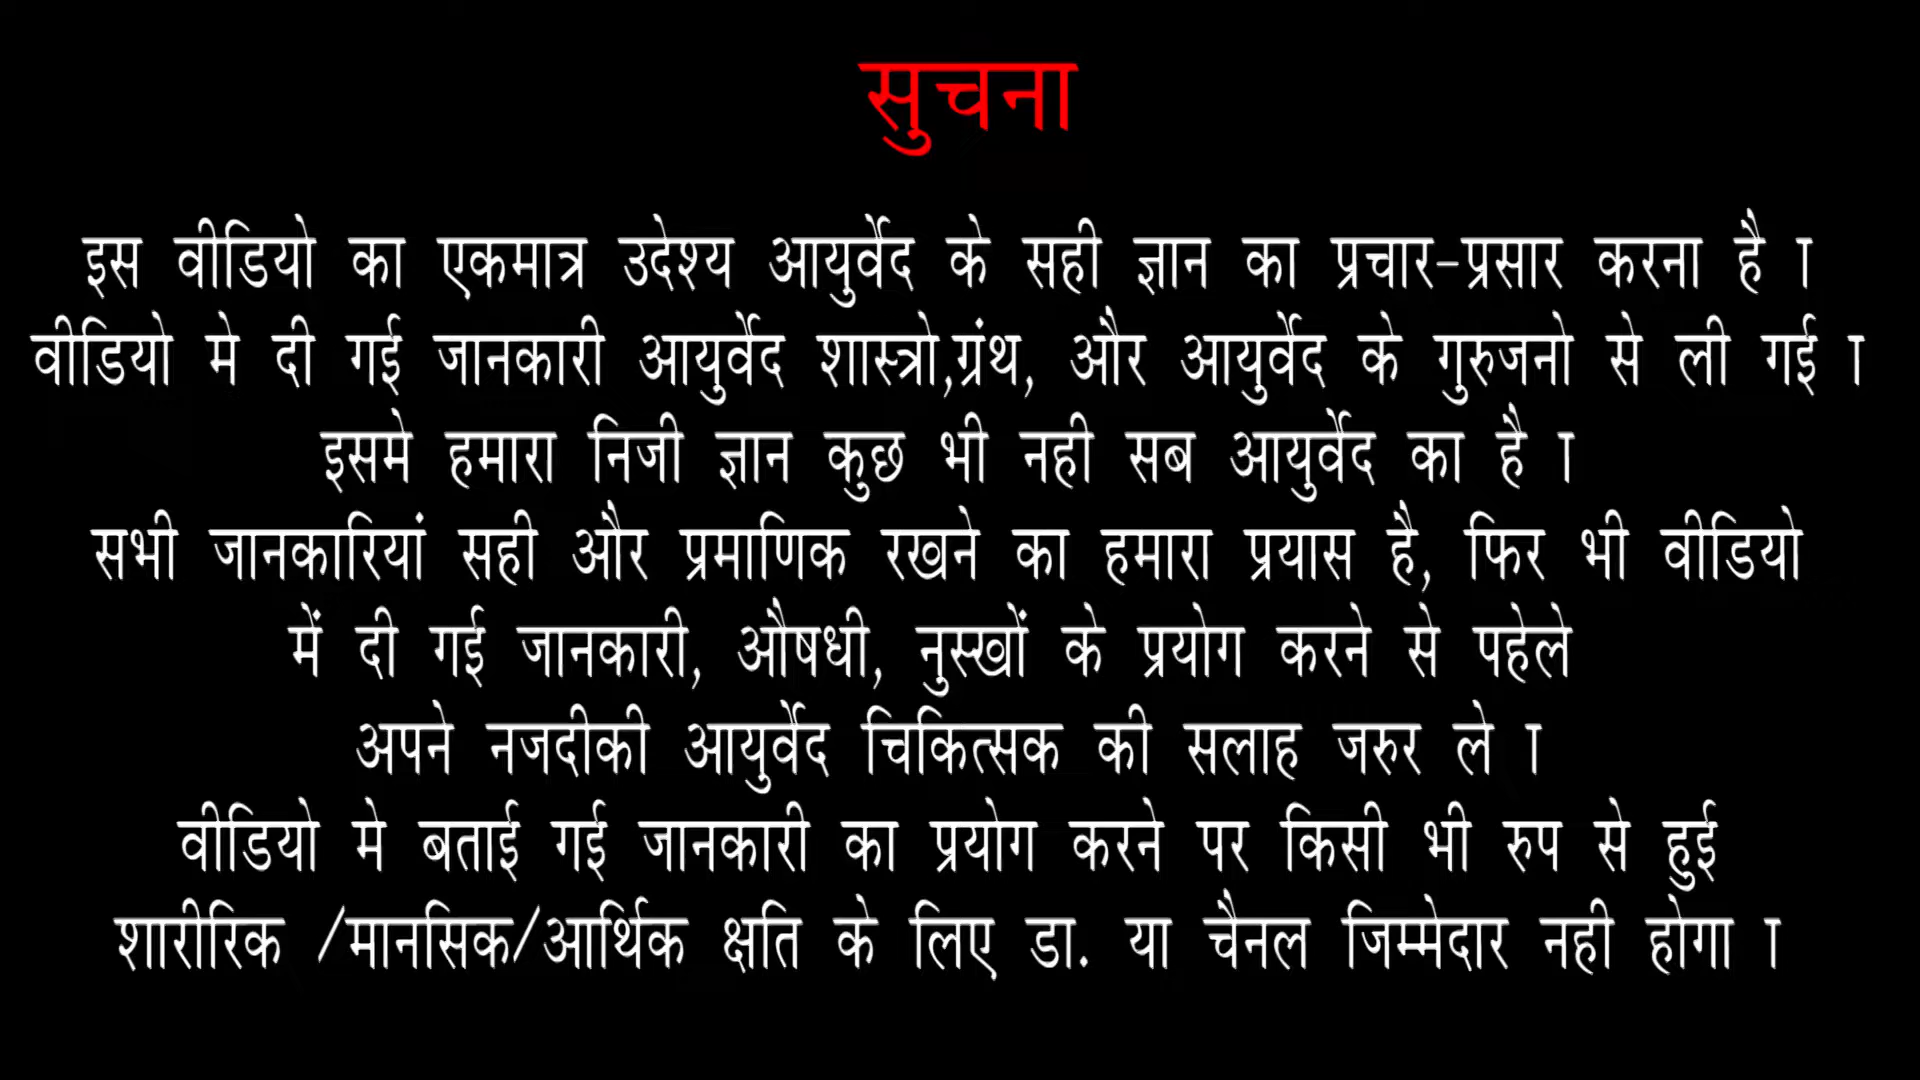 सुचना
इस वीडियो का एकमात्र उदेश्य आयुर्वेद के सही ज्ञान का प्रचार-प्रसार करना है ा
वीडियो मे दी गई जानकारी आयुर्वेद शास्त्रो,ग्रंथ, और आयुर्वेद के गुरुजनो से ली गई ा
इसमे हमारा निजी ज्ञान कुछ भी नही सब आयुर्वेद का है ा
सभी जानकारियां सही और प्रमाणिक रखने का हमारा प्रयास है, फिर भी वीडियो
में दी गई जानकारी, औषधी, नुस्खों के प्रयोग करने से पहेले
अपने नजदीकी आयुर्वेद चिकित्सक की सलाह जरुर ले ा
वीडियो मे बताई गई जानकारी का प्रयोग करने पर किसी भी रुप से हुई
शारीरिक /मानसिक/आर्थिक क्षति के लिए डा. या चैनल जिम्मेदार नही होगा ा